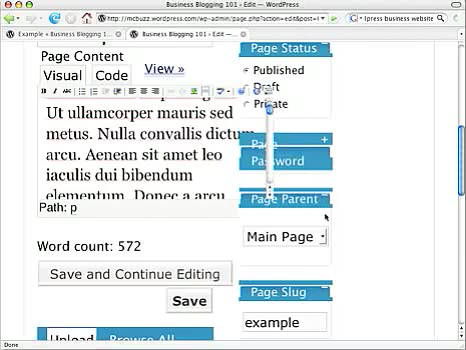 Business Blogging 101 › Edit — WordPress
http://mcbuzz.wordpress.com/wp-admin/page.php?action=edit&post=
press business website
Example « Business Blogging 1...
Business Blogging 101 › Edit — ...
Page Content
Visual
Code
View »
Ut ullamcorper mauris sed
metus. Nulla convallis dictum
arcu. Aenean sit amet leo
iaculis dui bibendum
elementum. Donec a arcu
Path: p
Word count: 572
Save and Continue Editing
Save
Upload
Browse All
Page Status
Published
Draft
Private
Page
Password
Page Parent
Main Page
Page Slug
example
Done